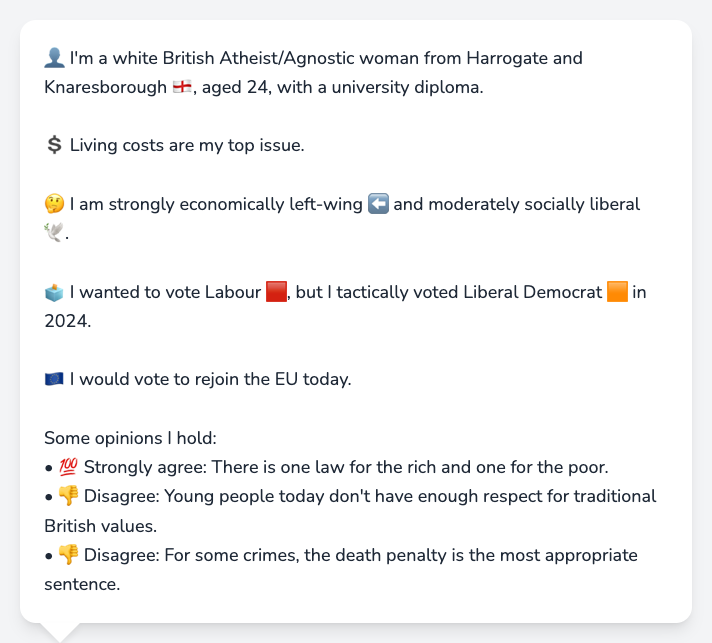 👤 I'm a white British Atheist/Agnostic woman from Harrogate and
Knaresborough 🏴󠁧󠁢󠁥󠁮󠁧󠁿, aged 24, with a university diploma.
💲 Living costs are my top issue.
🤔 I am strongly economically left-wing ⬅️ and moderately socially liberal
🕊️.
🗳️ I wanted to vote Labour 🟥, but I tactically voted Liberal Democrat 🟧 in
2024.
🇪🇺 I would vote to rejoin the EU today.
Some opinions I hold:
• 💯 Strongly agree: There is one law for the rich and one for the poor.
• 👎 Disagree: Young people today don't have enough respect for traditional
British values.
• 👎 Disagree: For some crimes, the death penalty is the most appropriate
sentence.